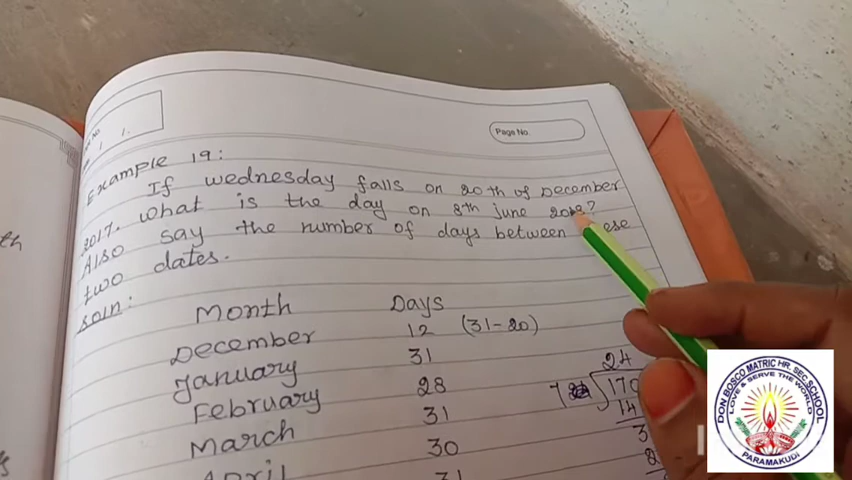 Page No.
Example 19:
If wednesday falls on 20th of December
2017. What is the day on 8th june 2018?
Also say the number of days between ese
two dates.
Soln:
Month Days
December 12 (31-20)
January 31
February 28
March 31
April 30
31
24
170
14
3
DON BOSCO MATRIC HR. SEC SCHOOL
LOVE & SERVE THE WORLD
PARAMAKUDI